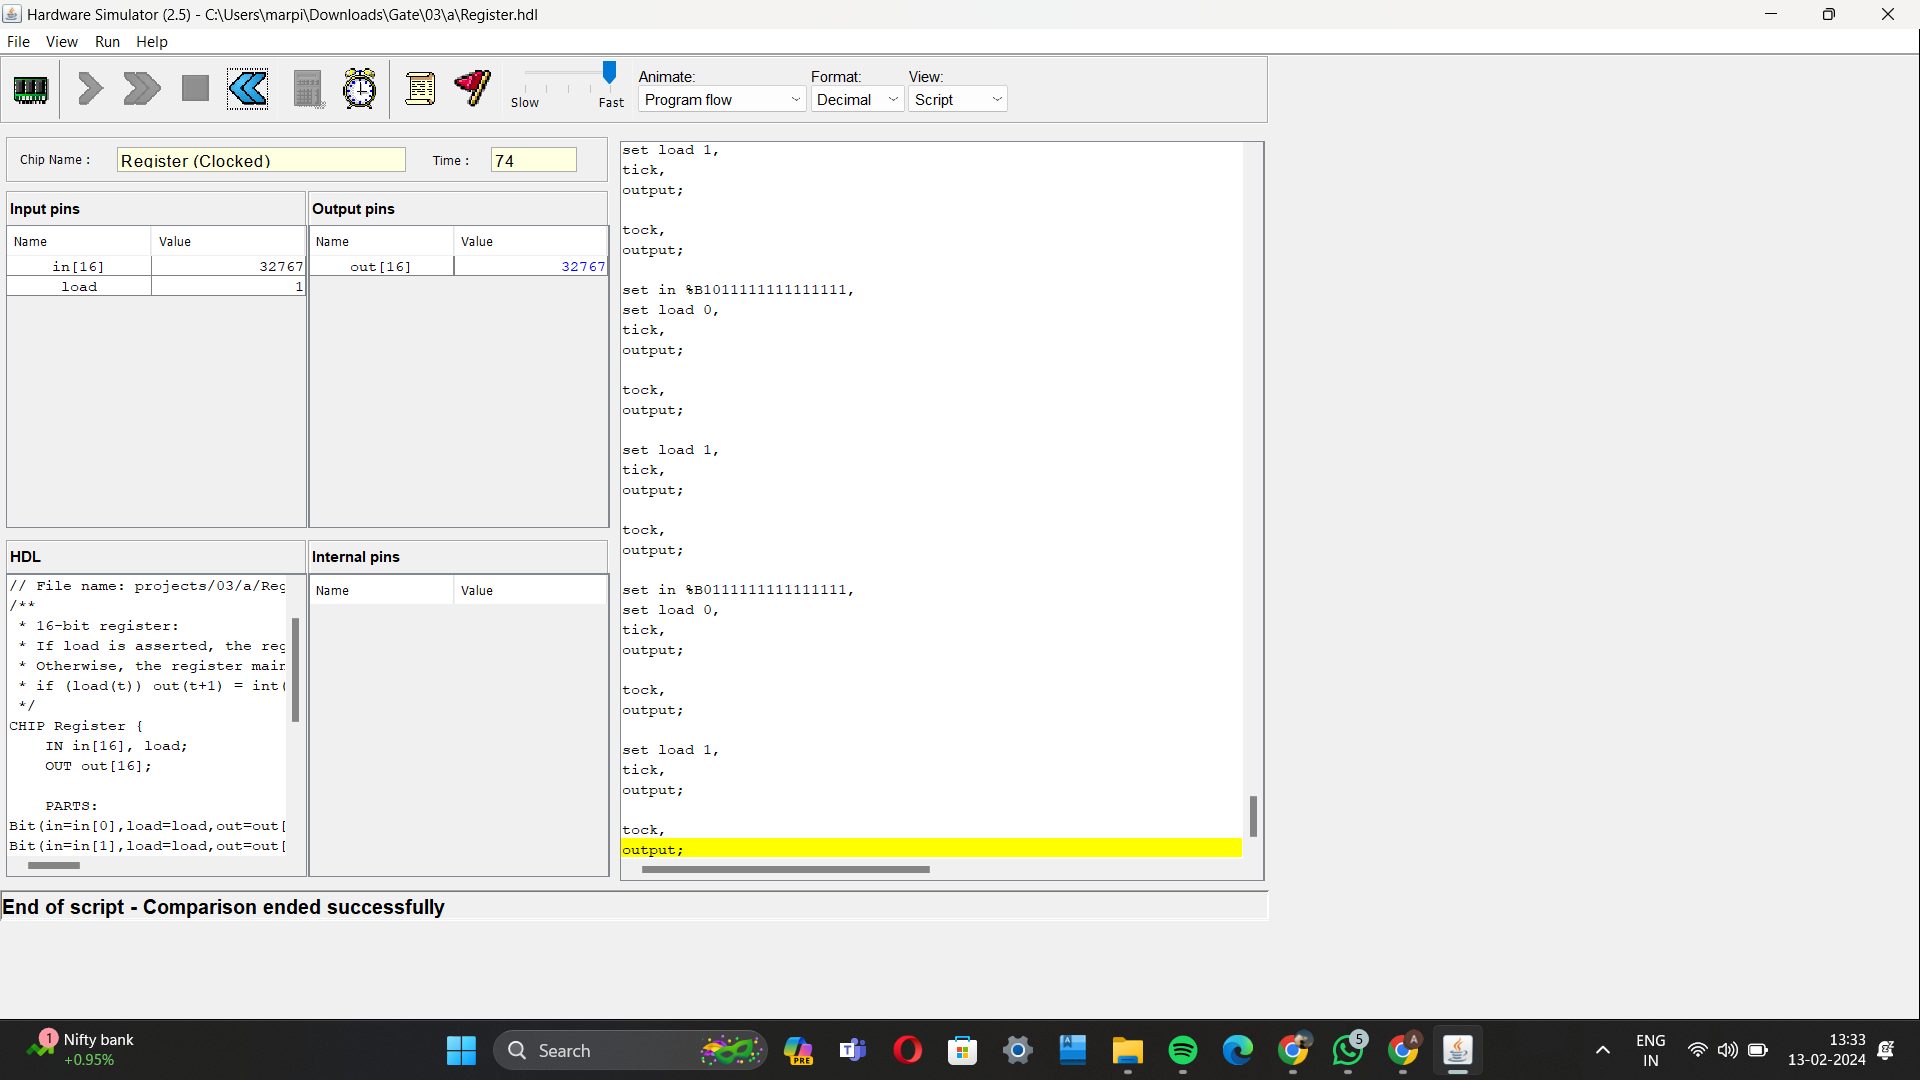 Hardware Simulator (2.5) - C:\Users\marpi\Downloads\Gate\03\a\Register.hdl
File View Run Help
Slow Fast
Animate: Format: View:
Program flow Decimal Script
Chip Name : Register (Clocked) Time : 74
Input pins
Name Value
in[16] 32767
load 1
Output pins
Name Value
out[16] 32767
HDL
// File name: projects/03/a/Reg
/**
* 16-bit register:
* If load is asserted, the reg
* Otherwise, the register main
* if (load(t)) out(t+1) = int(
*/
CHIP Register {
IN in[16], load;
OUT out[16];
PARTS:
Bit(in=in[0],load=load,out=out[
Bit(in=in[1],load=load,out=out[
Internal pins
Name Value
set load 1,
tick,
output;
tock,
output;
set in %B1011111111111111,
set load 0,
tick,
output;
tock,
output;
set load 1,
tick,
output;
tock,
output;
set in %B0111111111111111,
set load 0,
tick,
output;
tock,
output;
set load 1,
tick,
output;
tock,
output;
End of script - Comparison ended successfully
1
Nifty bank
+0.95%
Search
PRE
A
5
A
ENG
IN
13:33
13-02-2024